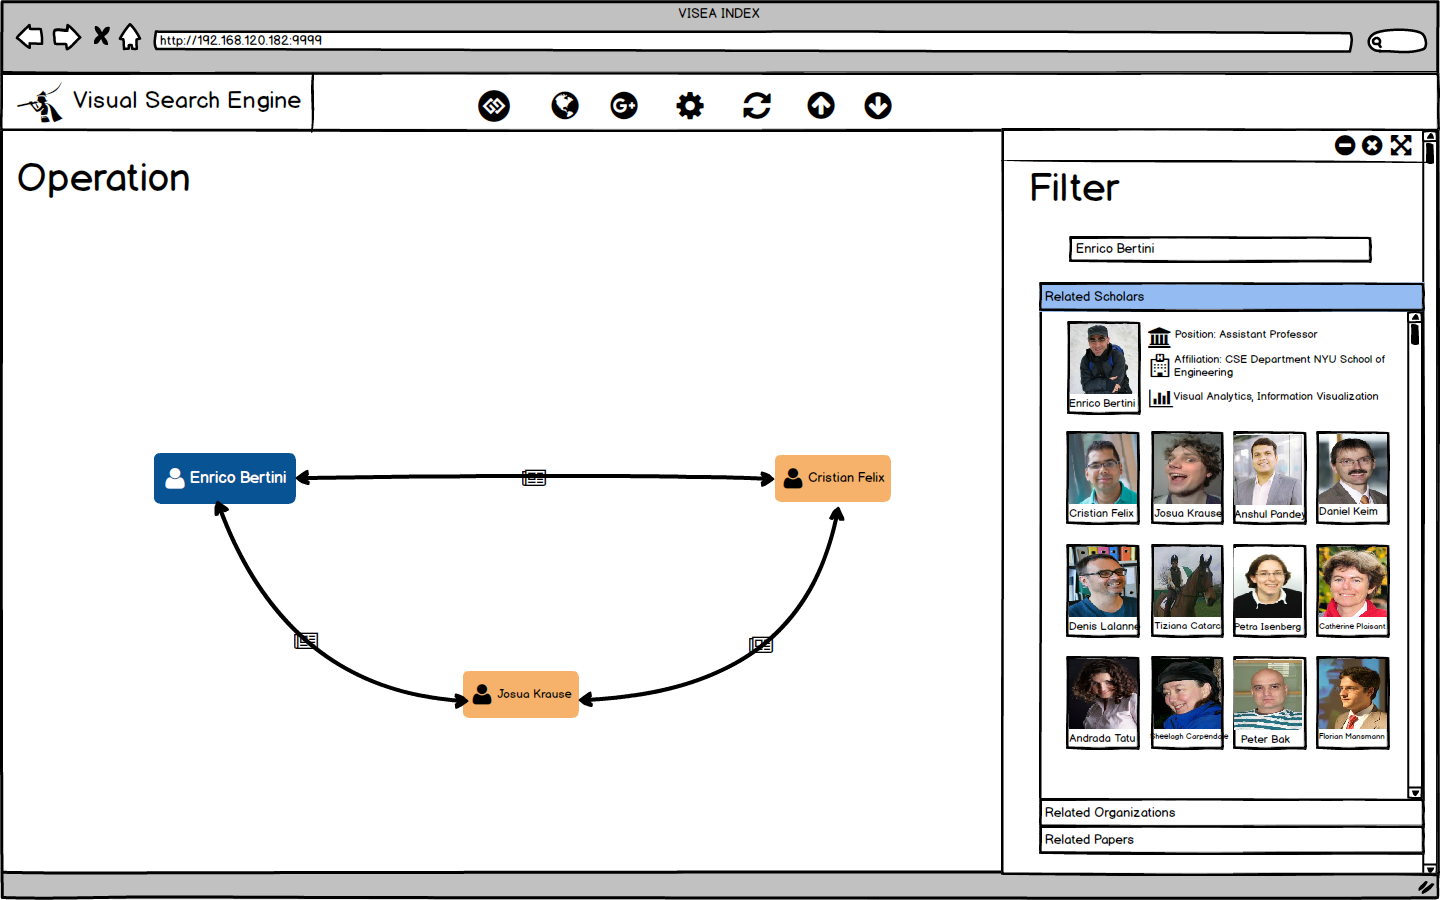 VISEA INDEX
http://192.168.120.182:9999
Visual Search Engine
G+
Operation
Filter
Enrico Bertini
Related Scholars
Position: Assistant Professor
Affiliation: CSE Department NYU School of
Engineering
Visual Analytics, Information Visualization
Enrico Bertini
Cristian Felix
Josua Krause
Anshul Pandey
Daniel Keim
Denis Lalanne
Tiziana Catarc
Petra Isenberg
Catherine Plaisant
Andrada Tatu
Sheelagh Carpendale
Peter Bak
Florian Mansmann
Related Organizations
Related Papers
Enrico Bertini
Cristian Felix
Josua Krause